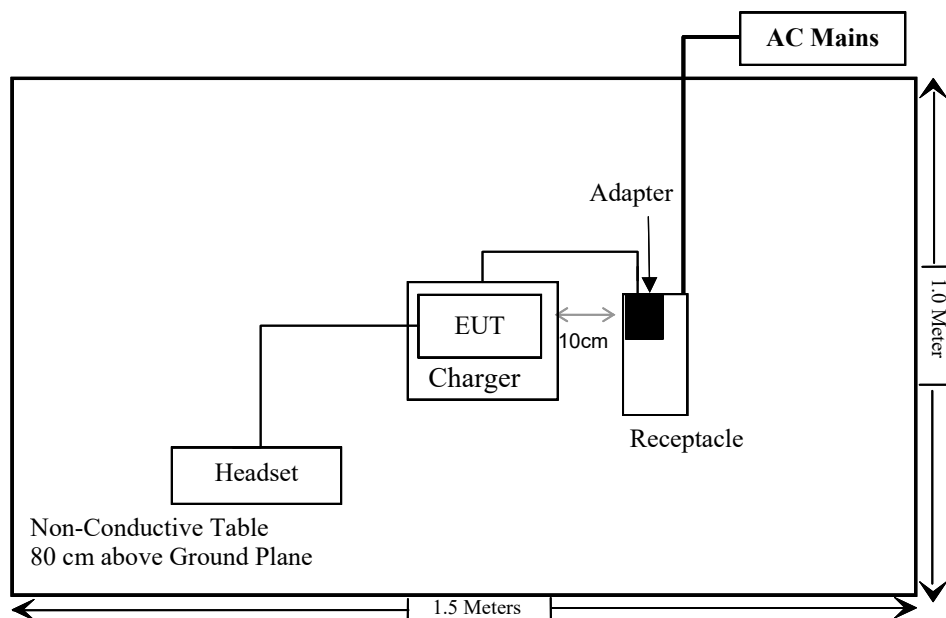 AC Mains
Adapter
EUT
10cm
Charger
1.0 Meter
Receptacle
Headset
Non-Conductive Table
80 cm above Ground Plane
1.5 Meters